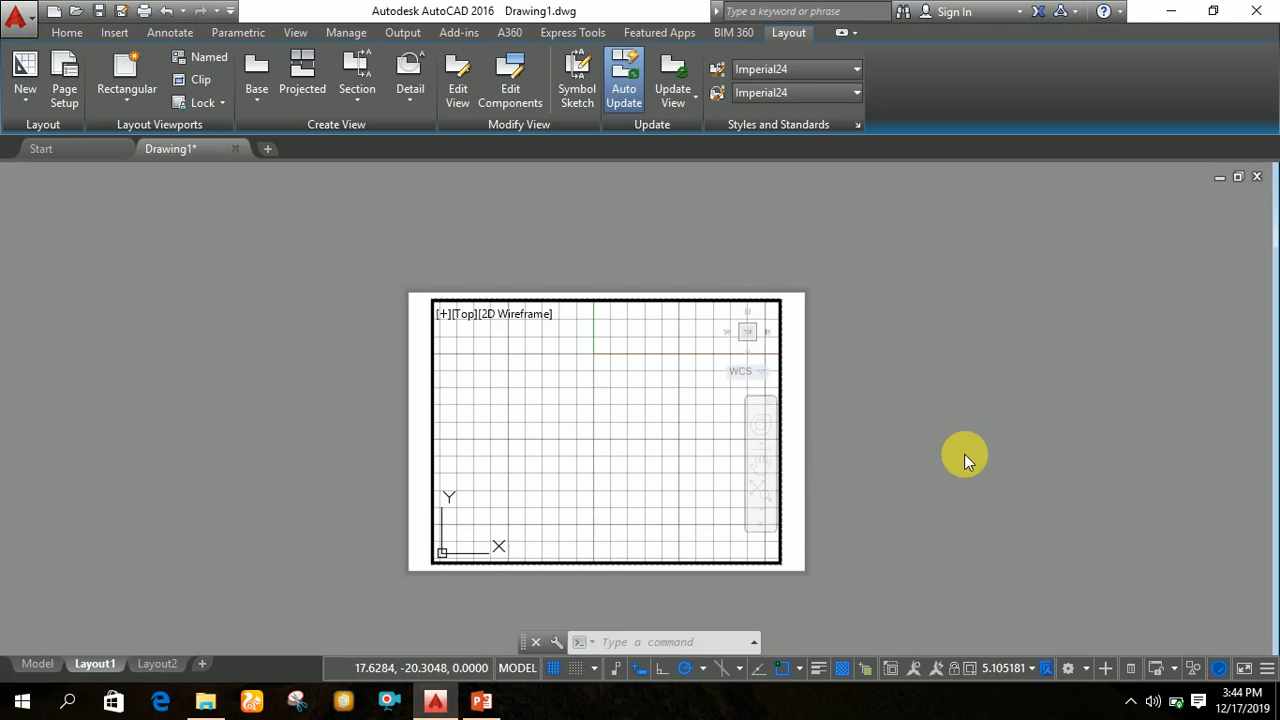 Autodesk AutoCAD 2016 Drawing1.dwg
Type a keyword or phrase
Sign In
Home Insert Annotate Parametric View Manage Output Add-ins A360 Express Tools Featured Apps BIM 360 Layout
New
Page
Setup
Rectangular
Named
Clip
Lock
Base
Projected
Section
Detail
Edit
View
Edit
Components
Symbol
Sketch
Auto
Update
Update
View
Imperial24
Imperial24
Layout
Layout Viewports
Create View
Modify View
Update
Styles and Standards
Start
Drawing1*
[+][Top][2D Wireframe]
WCS
Y
X
Type a command
Model
Layout1
Layout2
17.6284, -20.3048, 0.0000
MODEL
5.105181
3:44 PM
12/17/2019